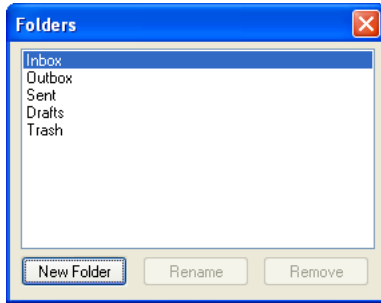 Folders
Inbox
Outbox
Sent
Drafts
Trash
New Folder Rename Remove